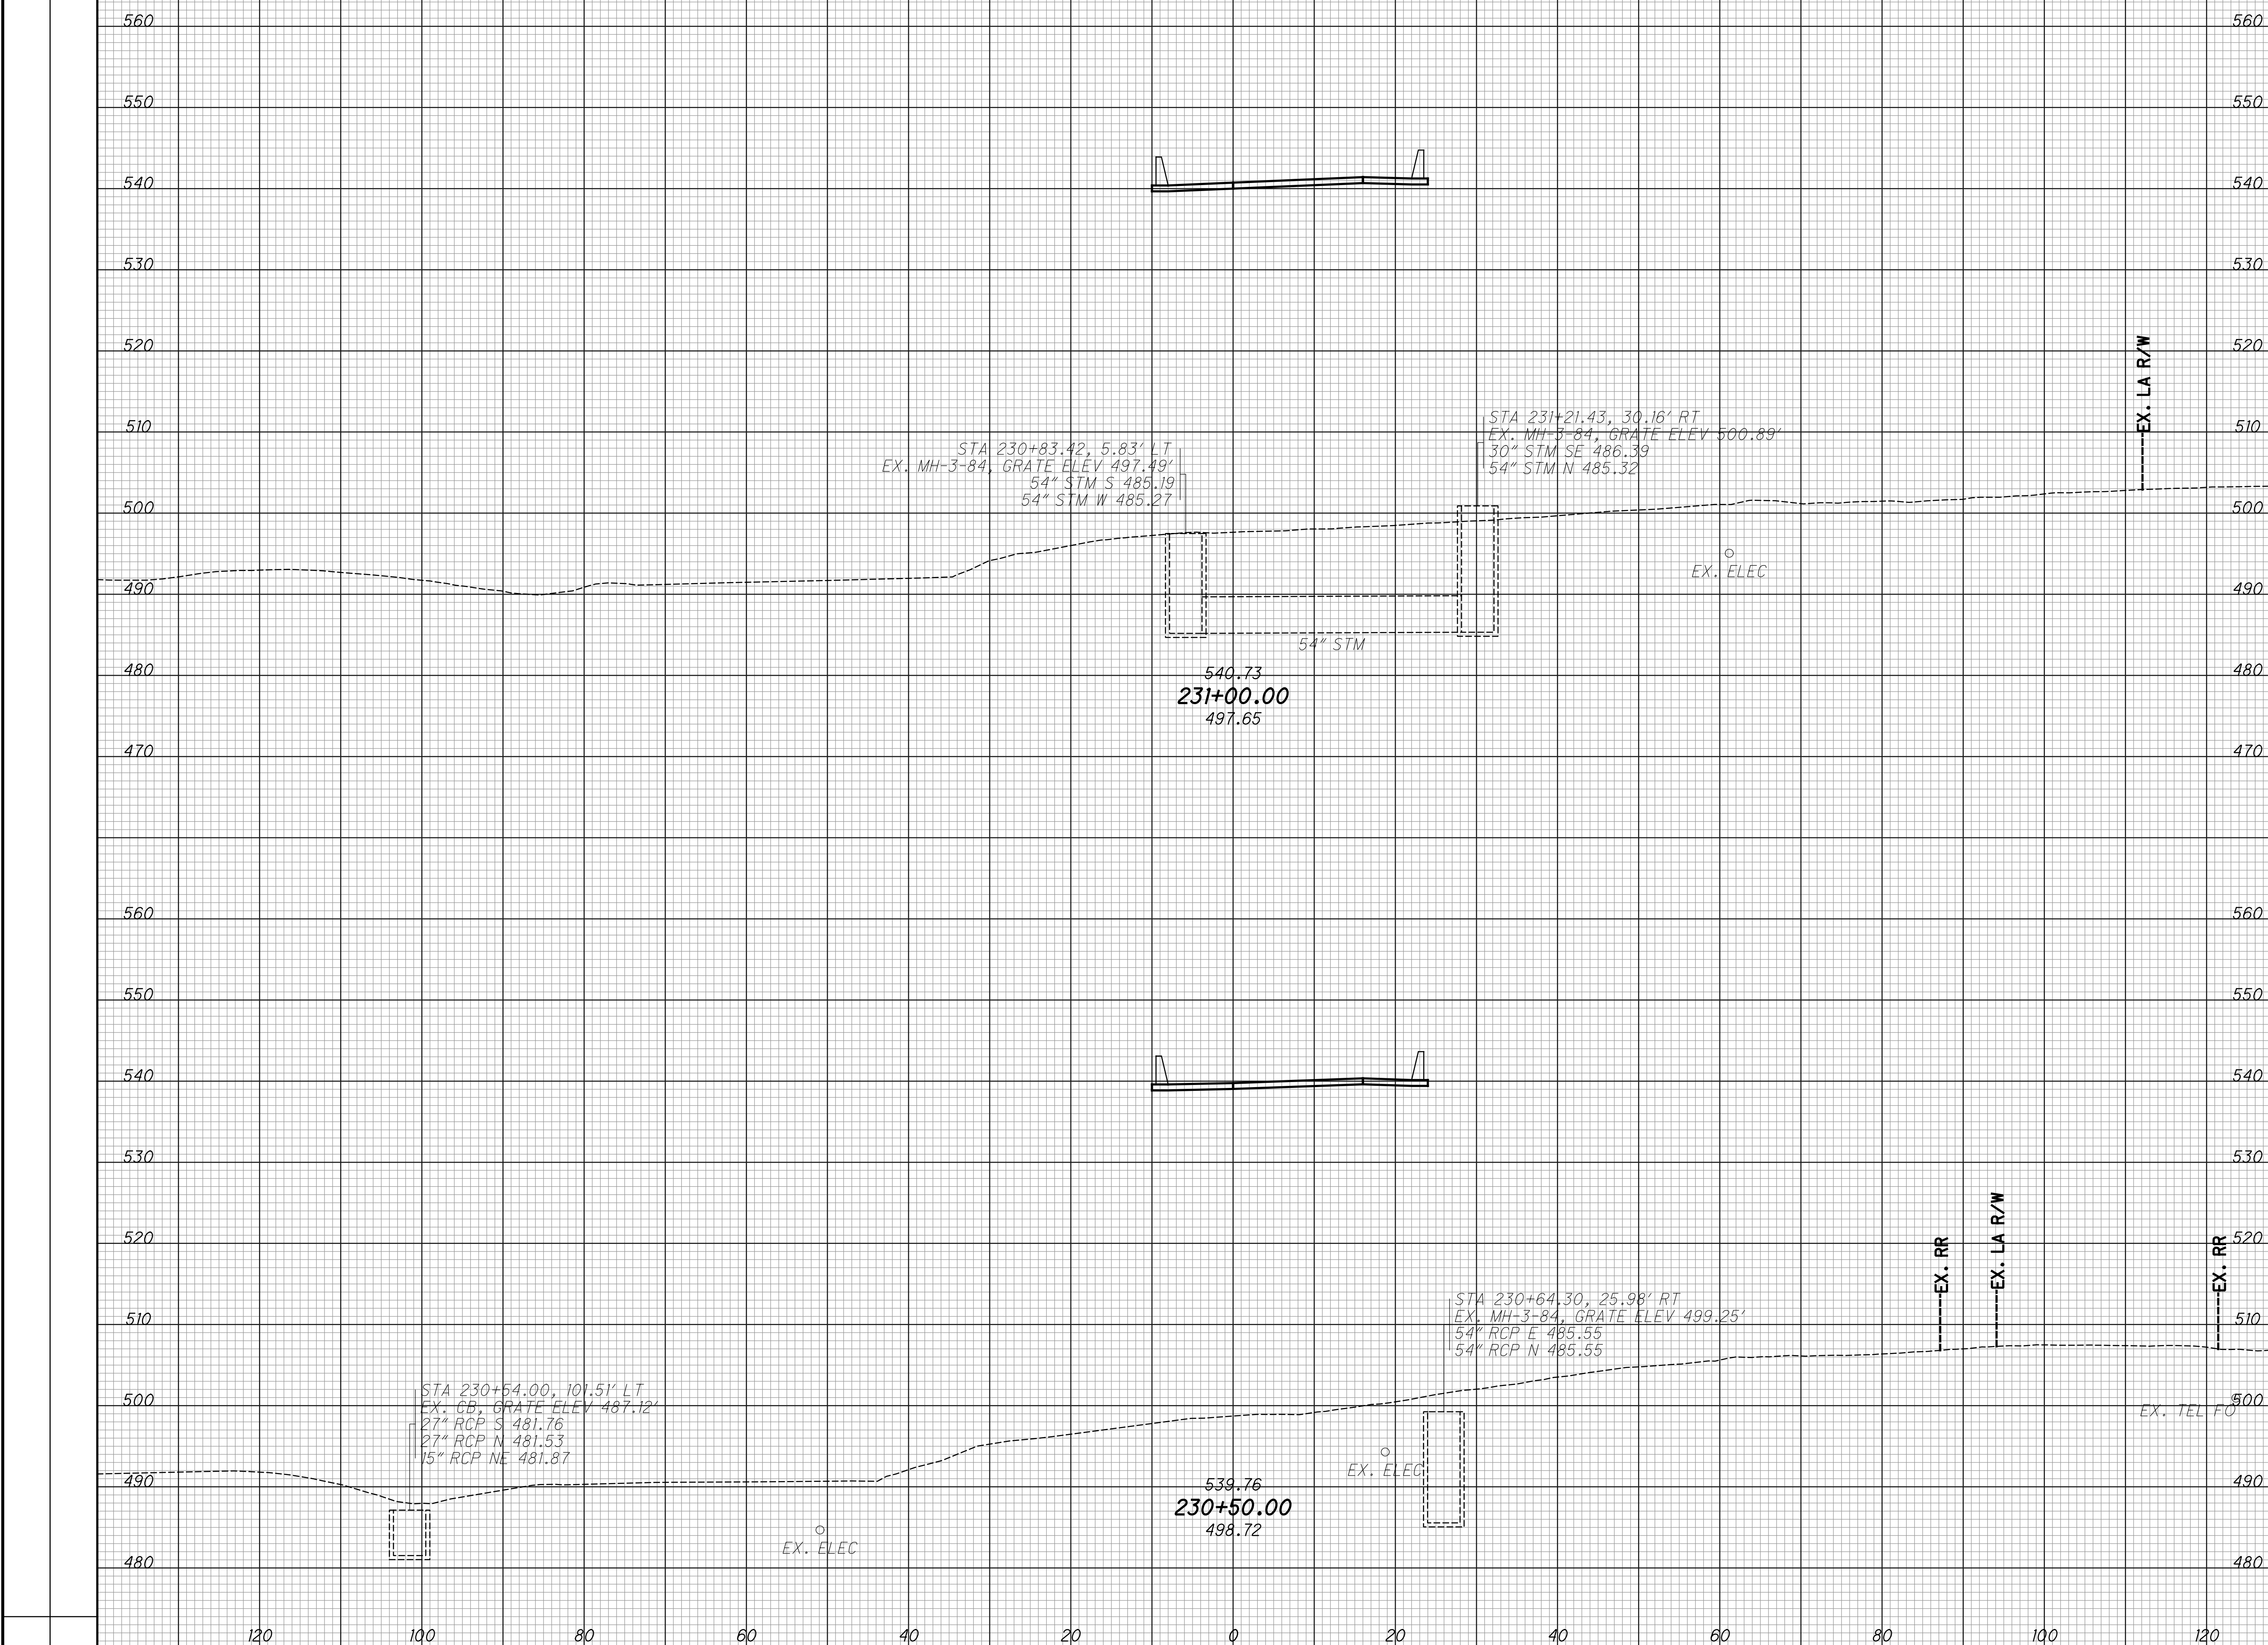 560 560
550 550
540 540
530 530
520 520
EX. LA R/W
510 510
STA 231+21.43, 30.16' RT
EX. MH-3-84, GRATE ELEV 500.89'
30" STM SE 486.39
54" STM N 485.32
STA 230+83.42, 5.83' LT
EX. MH-3-84, GRATE ELEV 497.49'
54" STM S 485.19
54" STM W 485.27
500 500
EX. ELEC
490 490
54" STM
480 480
540.73
231+00.00
497.65
470 470
560 560
550 550
540 540
530 530
520 520
EX. RR
EX. LA R/W
EX. RR
510 510
STA 230+64.30, 25.98' RT
EX. MH-3-84, GRATE ELEV 499.25'
54" RCP E 485.55
54" RCP N 485.55
STA 230+54.00, 101.51' LT
EX. CB, GRATE ELEV 487.12'
27" RCP S 481.76
27" RCP N 481.53
15" RCP NE 481.87
500 500
EX. TEL FO
EX. ELEC
490 490
539.76
230+50.00
498.72
EX. ELEC
480 480
120 100 80 60 40 20 0 20 40 60 80 100 120